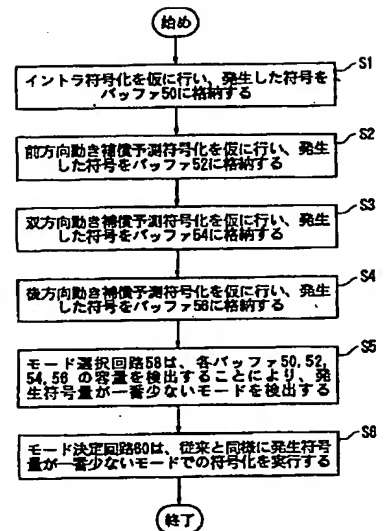 始め
S1
イントラ符号化を仮に行い、発生した符号を
バッファ50に格納する
S2
前方向動き補償予測符号化を仮に行い、発生
した符号をバッファ52に格納する
S3
双方向動き補償予測符号化を仮に行い、発生
した符号をバッファ54に格納する
S4
後方向動き補償予測符号化を仮に行い、発生
した符号をバッファ56に格納する
S5
モード選択回路58は、各バッファ50,52,
54,56 の容量を検出することにより、発
生符号量が一番少ないモードを検出する
S6
モード決定回路60は、従来と同様に発生符号
量が一番少ないモードでの符号化を実行する
終了